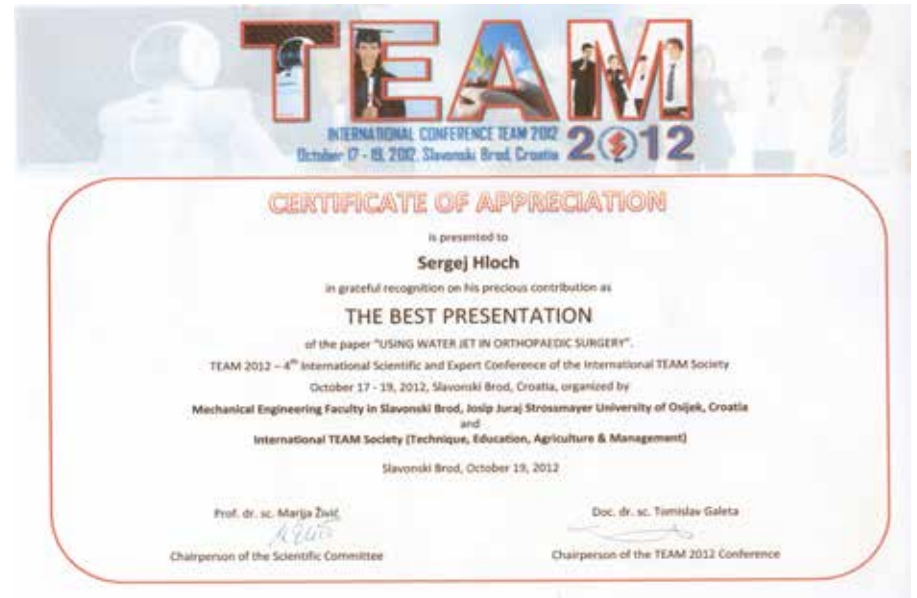 TEAM
INTERNATIONAL CONFERENCE TEAM 2012
October 17 - 19, 2012, Slavonski Brod, Croatia
2012
CERTIFICATE OF APPRECIATION
is presented to
Sergej Hloch
in grateful recognition on his precious contribution as
THE BEST PRESENTATION
of the paper "USING WATER JET IN ORTHOPAEDIC SURGERY".
TEAM 2012 – 4th International Scientific and Expert Conference of the International TEAM Society
October 17 - 19, 2012, Slavonski Brod, Croatia, organized by
Mechanical Engineering Faculty in Slavonski Brod, Josip Juraj Strossmayer University of Osijek, Croatia
and
International TEAM Society (Technique, Education, Agriculture & Management)
Slavonski Brod, October 19, 2012
Prof. dr. sc. Marija Živić
Chairperson of the Scientific Committee
Doc. dr. sc. Tomislav Galeta
Chairperson of the TEAM 2012 Conference